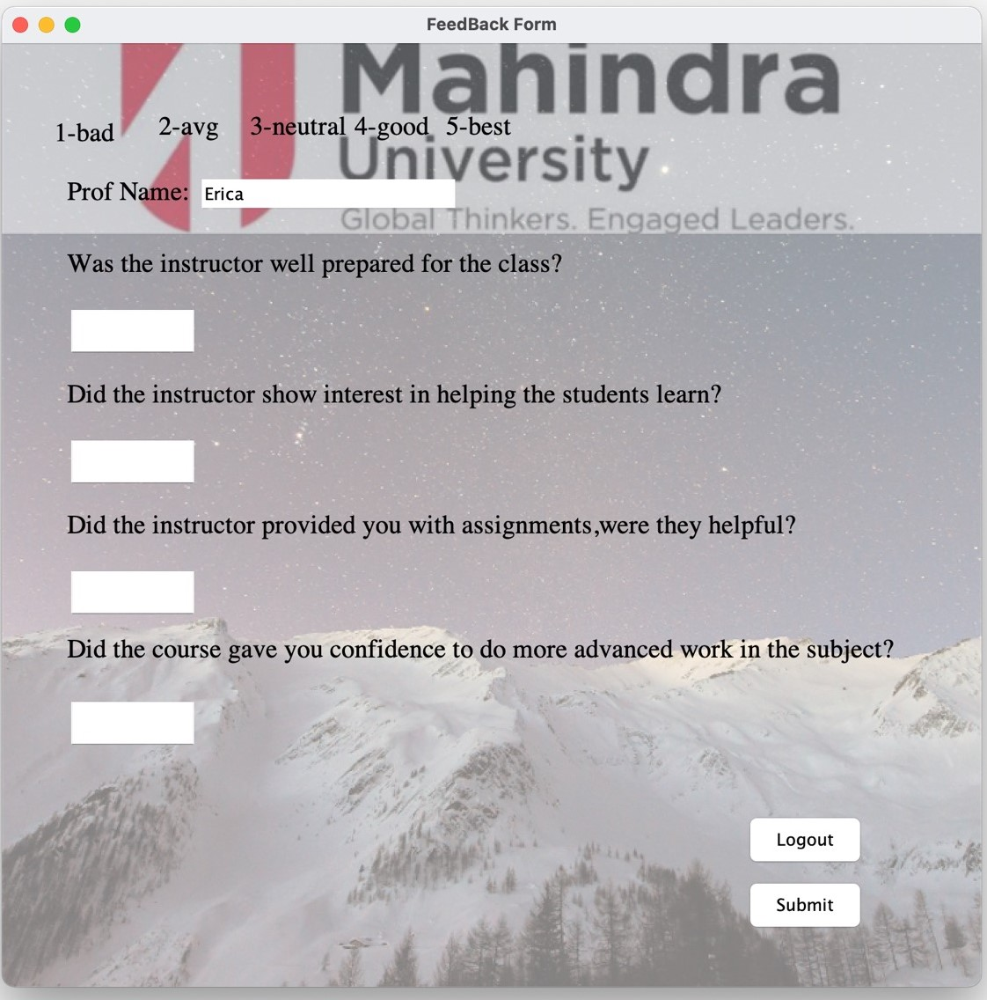 FeedBack Form
Mahindra
1-bad 2-avg 3-neutral 4-good 5-best
University
Prof Name: Erica
Global Thinkers. Engaged Leaders.
Was the instructor well prepared for the class?
Did the instructor show interest in helping the students learn?
Did the instructor provided you with assignments,were they helpful?
Did the course gave you confidence to do more advanced work in the subject?
Logout
Submit